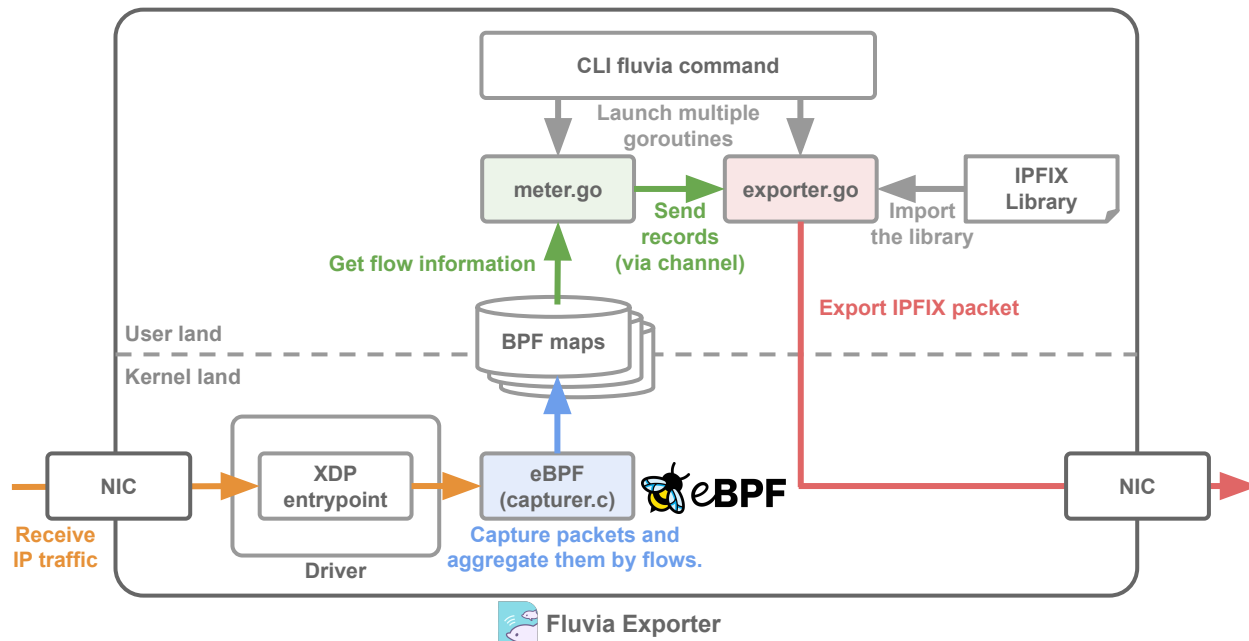 CLI fluvia command
Launch multiple
goroutines
meter.go
exporter.go
IPFIX
Library
Send
records
(via channel)
Import
the library
Get flow information
Export IPFIX packet
User land
BPF maps
Kernel land
NIC
XDP
entrypoint
eBPF
(capturer.c)
eBPF
NIC
Receive
IP traffic
Capture packets and
aggregate them by flows.
Driver
Fluvia Exporter